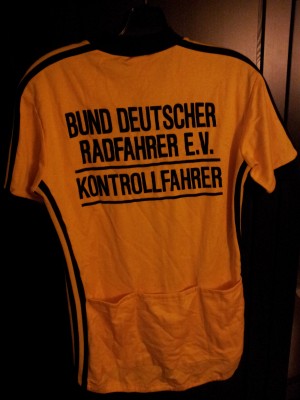 BUND DEUTSCHER
RADFAHRER E.V.
KONTROLLFAHRER